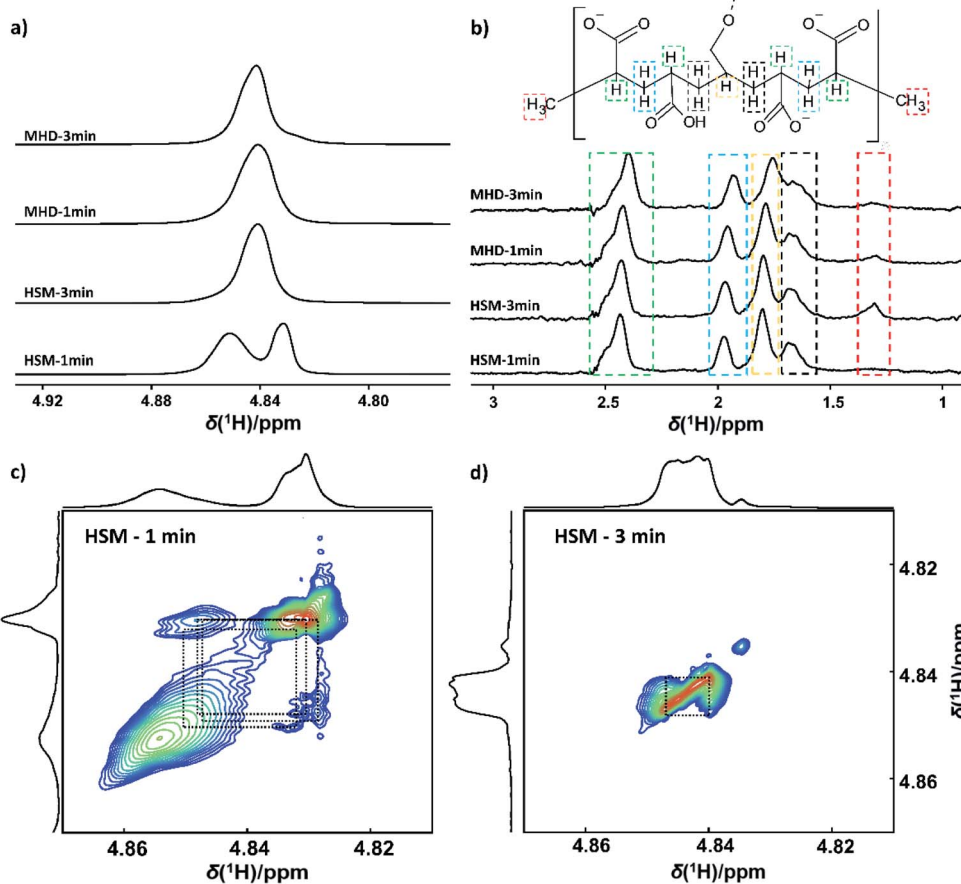 a)
MHD-3min
MHD-1min
HSM-3min
HSM-1min
4.92 4.88 4.84 4.80
δ(¹H)/ppm
b)
O⁻ O O O O⁻
H H H H H H H
H₃C H H H H H CH₃
O OH O O⁻
MHD-3min
MHD-1min
HSM-3min
HSM-1min
3 2.5 2 1.5 1
δ(¹H)/ppm
c)
HSM - 1 min
4.86 4.84 4.82
δ(¹H)/ppm
d)
HSM - 3 min
4.82
4.84
4.86
δ(¹H)/ppm
4.86 4.84 4.82
δ(¹H)/ppm